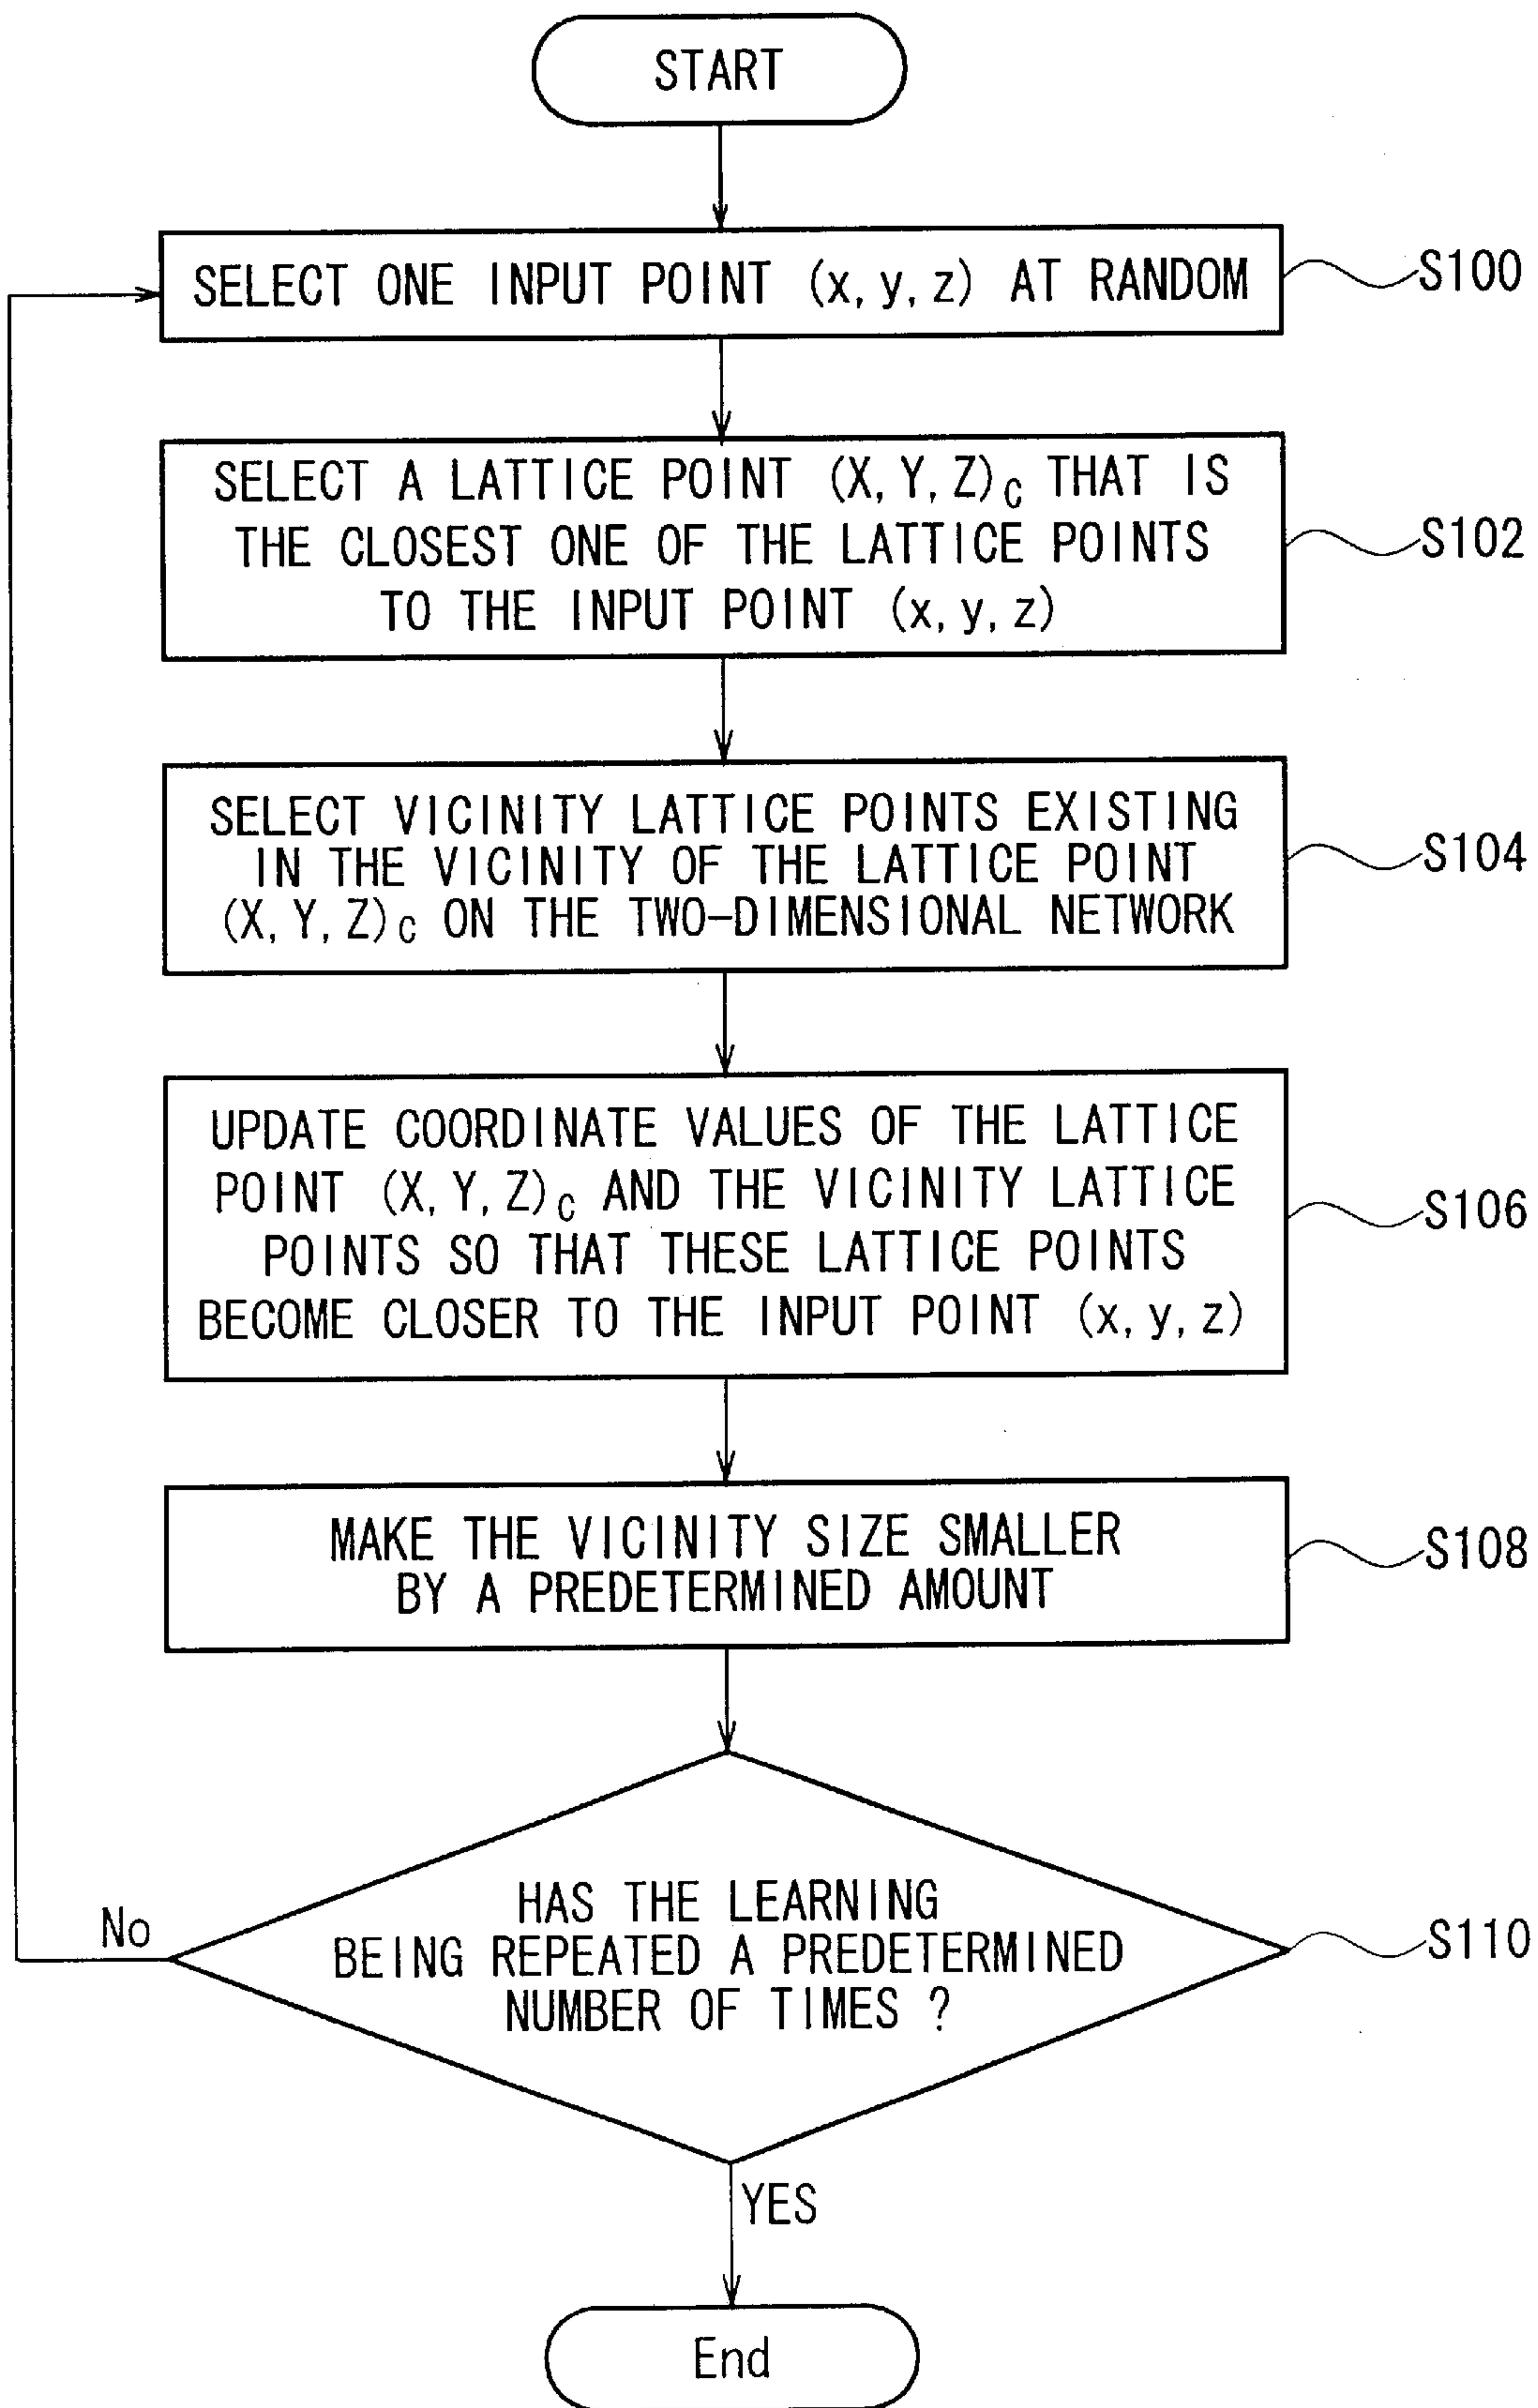 START
SELECT ONE INPUT POINT (x, y, z) AT RANDOM
S100
SELECT A LATTICE POINT (X, Y, Z)C THAT IS
THE CLOSEST ONE OF THE LATTICE POINTS
TO THE INPUT POINT (x, y, z)
S102
SELECT VICINITY LATTICE POINTS EXISTING
IN THE VICINITY OF THE LATTICE POINT
(X, Y, Z)C ON THE TWO-DIMENSIONAL NETWORK
S104
UPDATE COORDINATE VALUES OF THE LATTICE
POINT (X, Y, Z)C AND THE VICINITY LATTICE
POINTS SO THAT THESE LATTICE POINTS
BECOME CLOSER TO THE INPUT POINT (x, y, z)
S106
MAKE THE VICINITY SIZE SMALLER
BY A PREDETERMINED AMOUNT
S108
HAS THE LEARNING
BEING REPEATED A PREDETERMINED
NUMBER OF TIMES ?
S110
No
YES
End